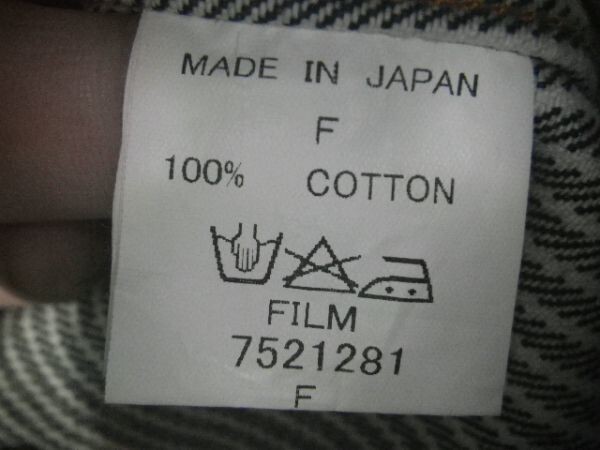 MADE IN JAPAN
F
100% COTTON
FILM
7521281
F